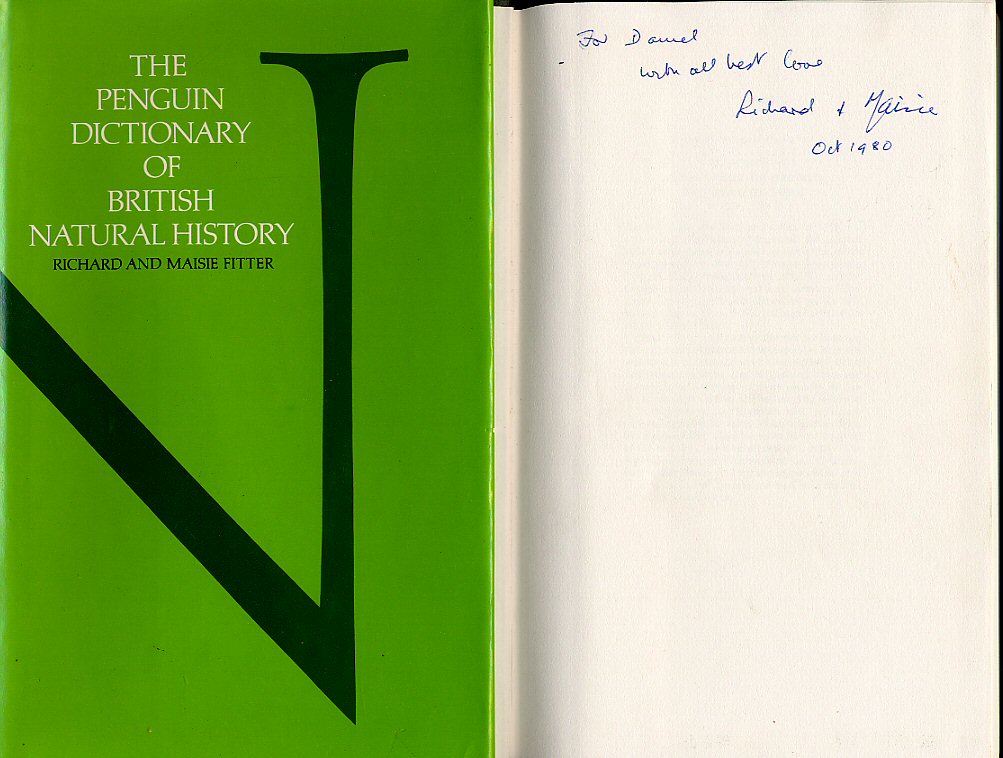 THE
PENGUIN
DICTIONARY
OF
BRITISH
NATURAL HISTORY
RICHARD AND MAISIE FITTER
N
For Daniel
with all best love
Richard + Maisie
Oct 1980